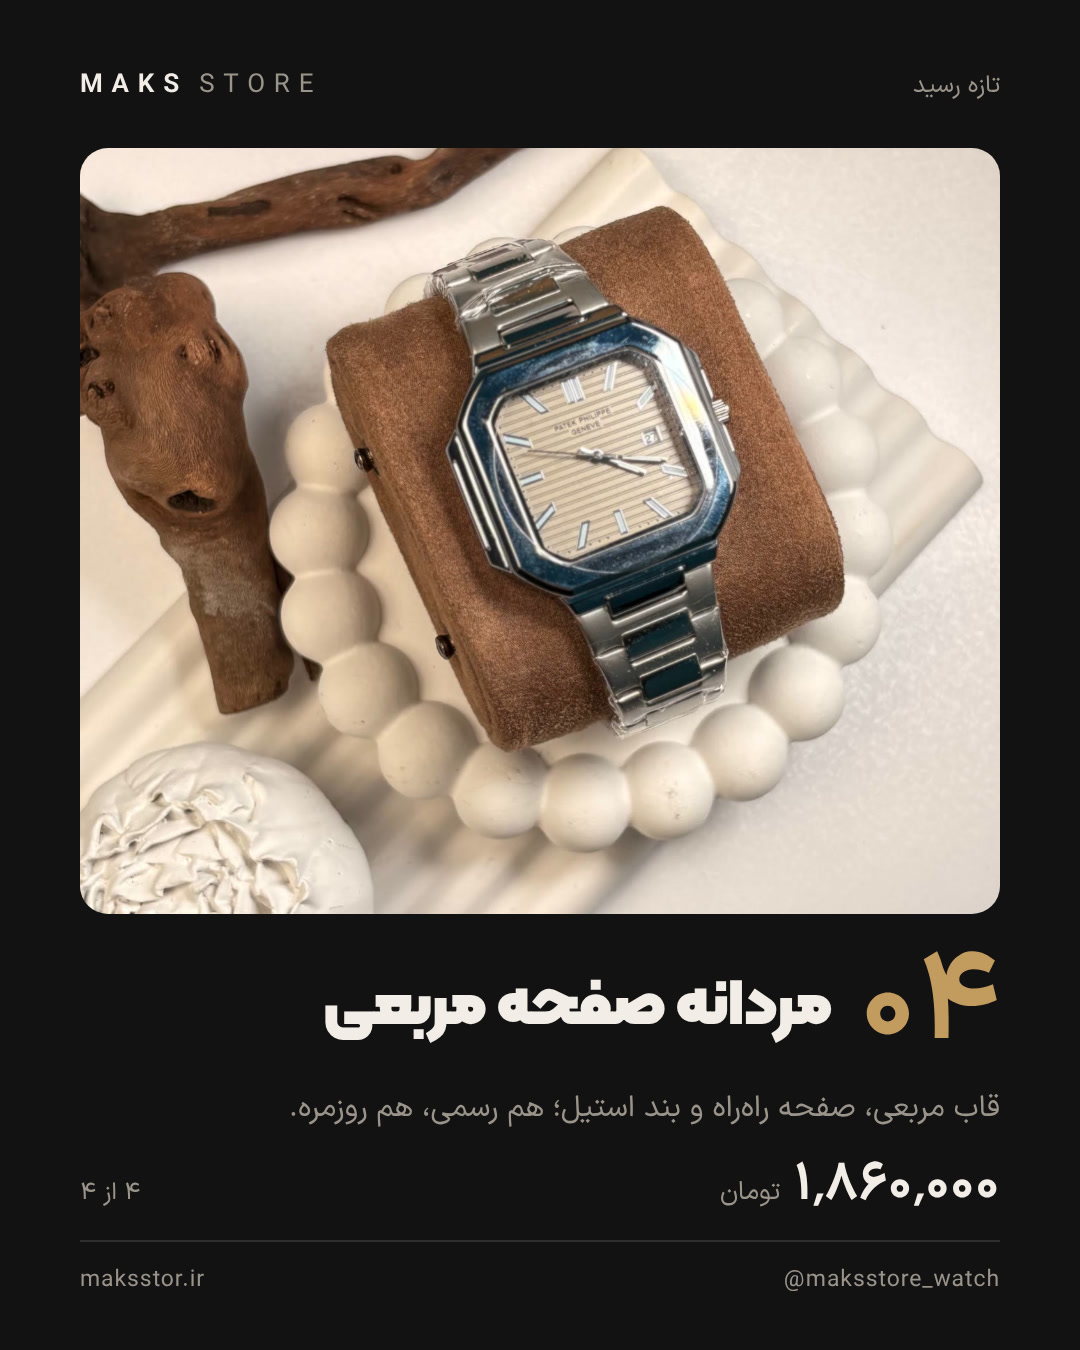 MAKS STORE
تازه رسید
PATEK PHILIPPE
GENEVE
27
۰۴ مردانه صفحه مربعی
قاب مربعی، صفحه راه‌راه و بند استیل؛ هم رسمی، هم روزمره.
۱,۸۶۰,۰۰۰ تومان
۴ از ۴
maksstor.ir
@maksstore_watch